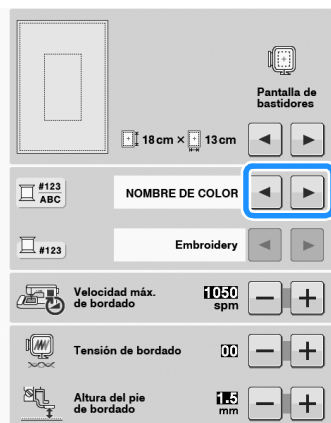 Pantalla de
bastidores
18 cm × 13 cm
#123
ABC
NOMBRE DE COLOR
#123
Embroidery
Velocidad máx.
de bordado
1050
spm
Tensión de bordado
00
Altura del pie
de bordado
1.5
mm